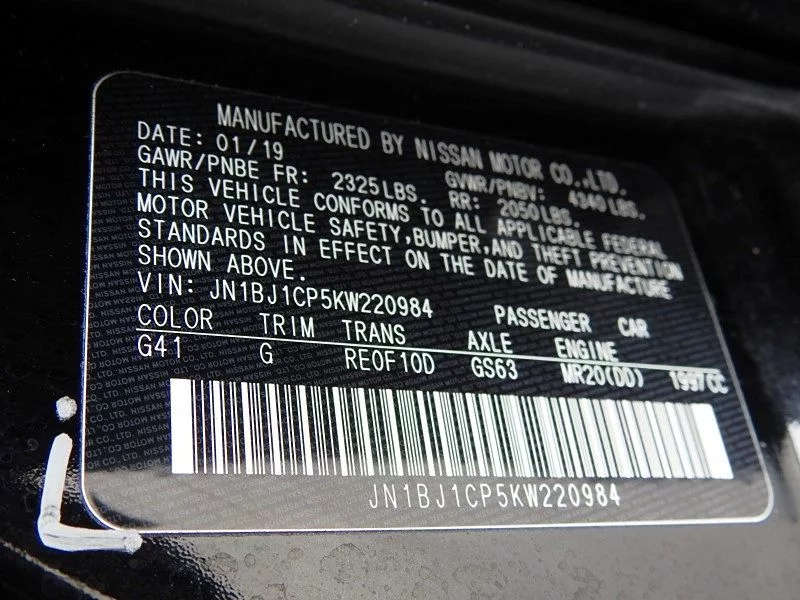 MANUFACTURED BY NISSAN MOTOR CO.,LTD.
DATE: 01/19 GVWR/PNBV: 4340 LBS.
GAWR/PNBE FR: 2325LBS. RR: 2050LBS.
THIS VEHICLE CONFORMS TO ALL APPLICABLE FEDERAL
MOTOR VEHICLE SAFETY,BUMPER,AND THEFT PREVENTION
STANDARDS IN EFFECT ON THE DATE OF MANUFACTURE
SHOWN ABOVE.
VIN: JN1BJ1CP5KW220984 PASSENGER CAR
COLOR TRIM TRANS AXLE ENGINE
G41 G RE0F10D GS63 MR20(DD) 1997CC
JN1BJ1CP5KW220984